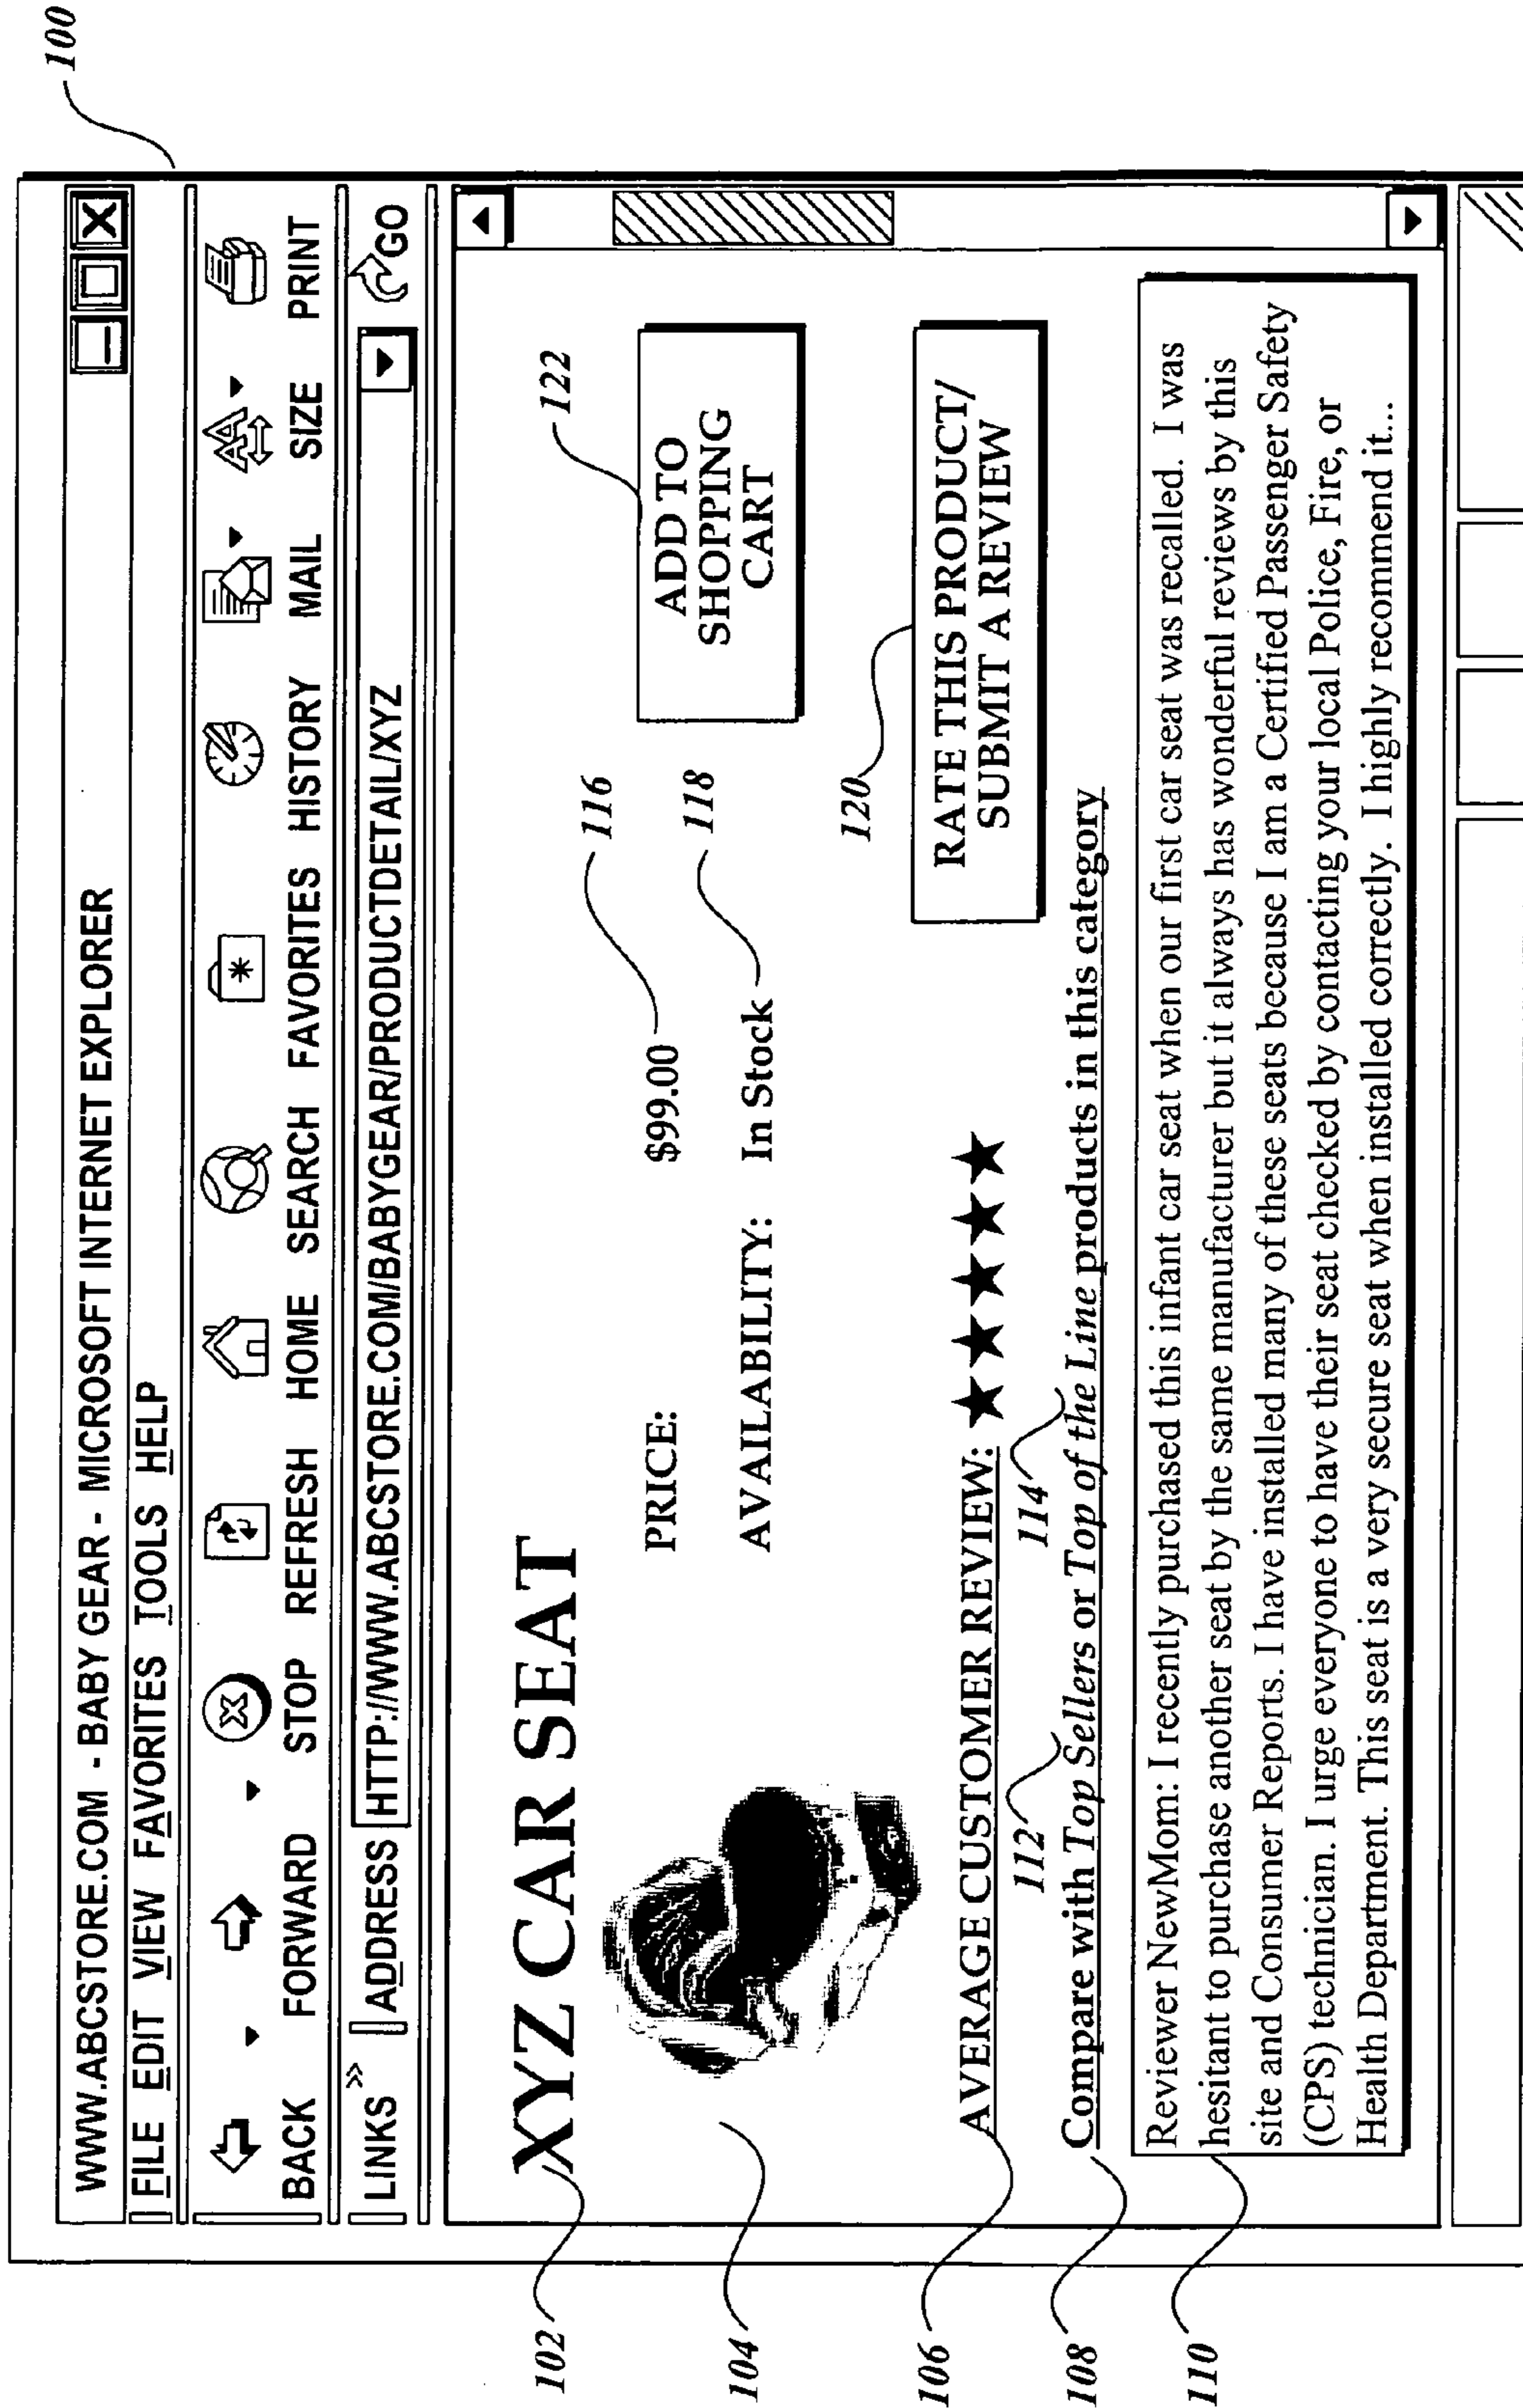 100
WWW.ABCSTORE.COM - BABY GEAR - MICROSOFT INTERNET EXPLORER
FILE EDIT VIEW FAVORITES TOOLS HELP
BACK FORWARD STOP REFRESH HOME SEARCH FAVORITES HISTORY MAIL SIZE PRINT
LINKS » ADDRESS HTTP://WWW.ABCSTORE.COM/BABYGEAR/PRODUCTDETAIL/XYZ GO
102
XYZ CAR SEAT
104
PRICE: $99.00
116
AVAILABILITY: In Stock
118
122
ADD TO
SHOPPING
CART
120
RATE THIS PRODUCT/
SUBMIT A REVIEW
106
AVERAGE CUSTOMER REVIEW: ★ ★ ★ ★ ★
112
114
108
Compare with Top Sellers or Top of the Line products in this category
110
Reviewer NewMom: I recently purchased this infant car seat when our first car seat was recalled. I was
hesitant to purchase another seat by the same manufacturer but it always has wonderful reviews by this
site and Consumer Reports. I have installed many of these seats because I am a Certified Passenger Safety
(CPS) technician. I urge everyone to have their seat checked by contacting your local Police, Fire, or
Health Department. This seat is a very secure seat when installed correctly. I highly recommend it...